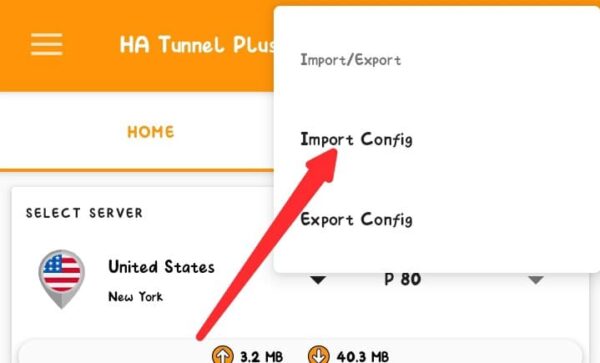 HA Tunnel Plus
Import/Export
Import Config
Export Config
HOME
SELECT SERVER
United States
New York
P 80
3.2 MB
40.3 MB